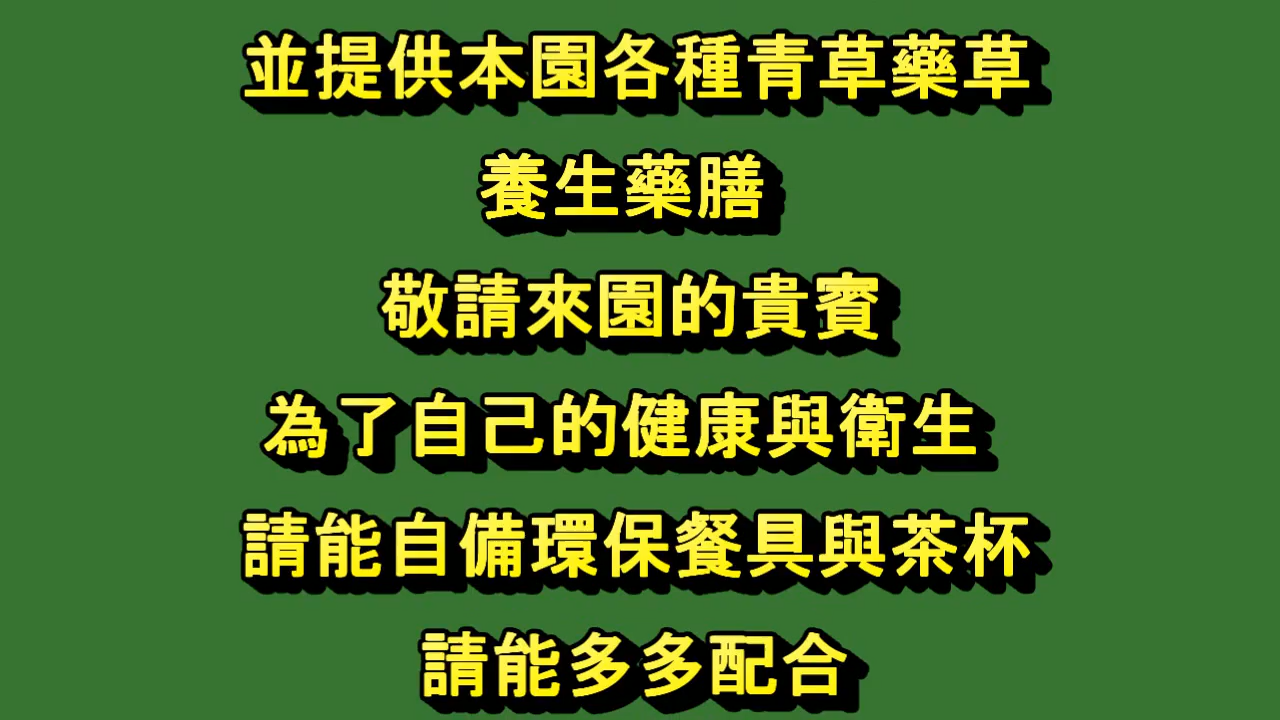 並提供本園各種青草藥草
養生藥膳
敬請來園的貴賓
為了自己的健康與衛生
請能自備環保餐具與茶杯
請能多多配合